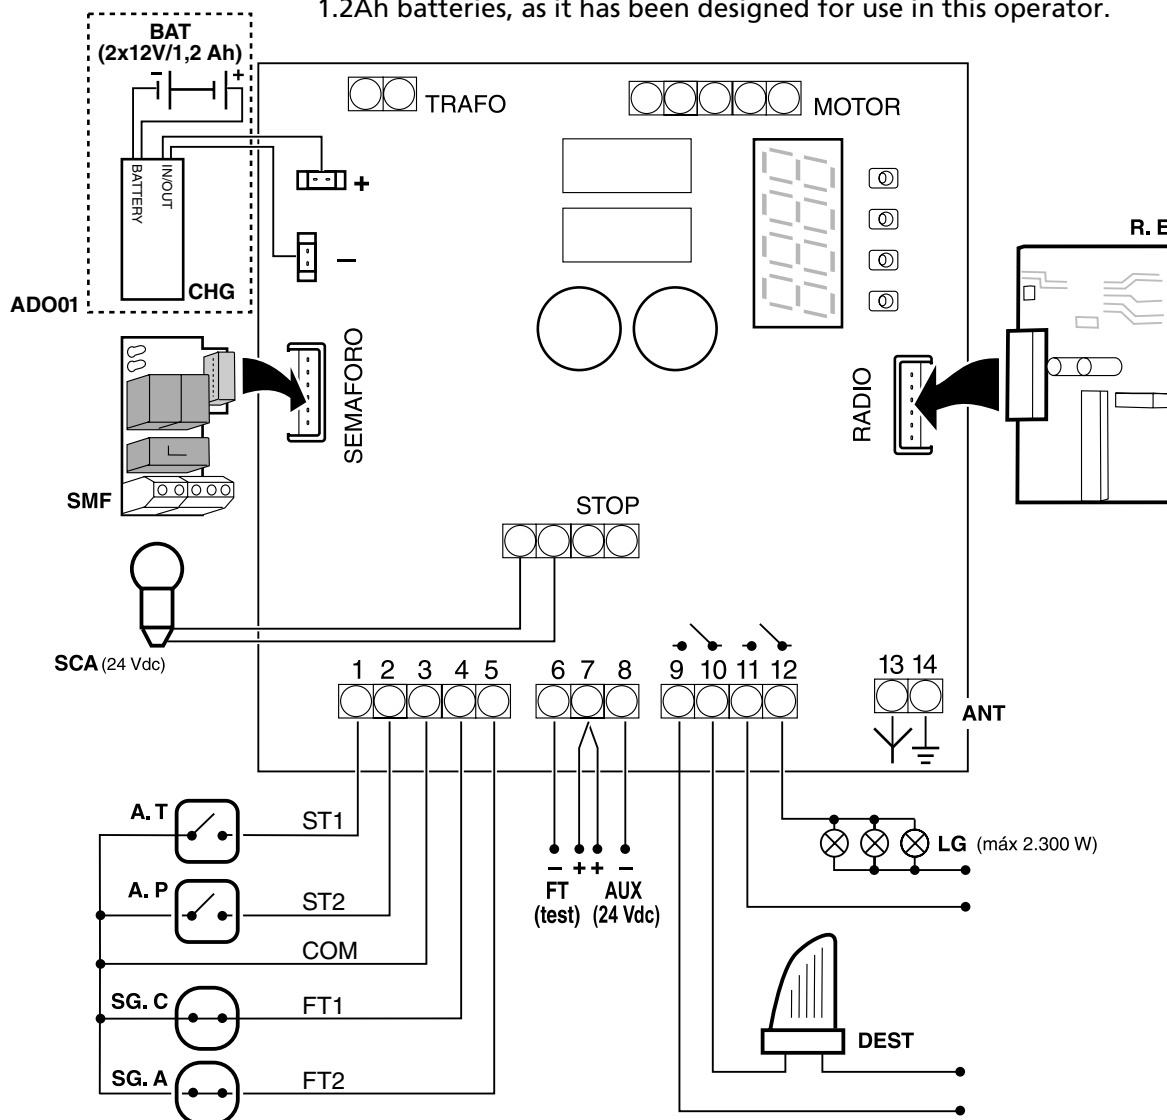 1.2Ah batteries, as it has been designed for use in this operator.
BAT
(2x12V/1,2 Ah)
- +
TRAFO
MOTOR
BATTERY
IN/OUT
+
–
CHG
ADO01
R. E
SEMAFORO
RADIO
SMF
STOP
SCA (24 Vdc)
1 2 3 4 5 6 7 8 9 10 11 12 13 14
ANT
A. T
ST1
A. P
ST2
COM
SG. C
FT1
SG. A
FT2
– + + –
FT AUX
(test) (24 Vdc)
LG (máx 2.300 W)
DEST